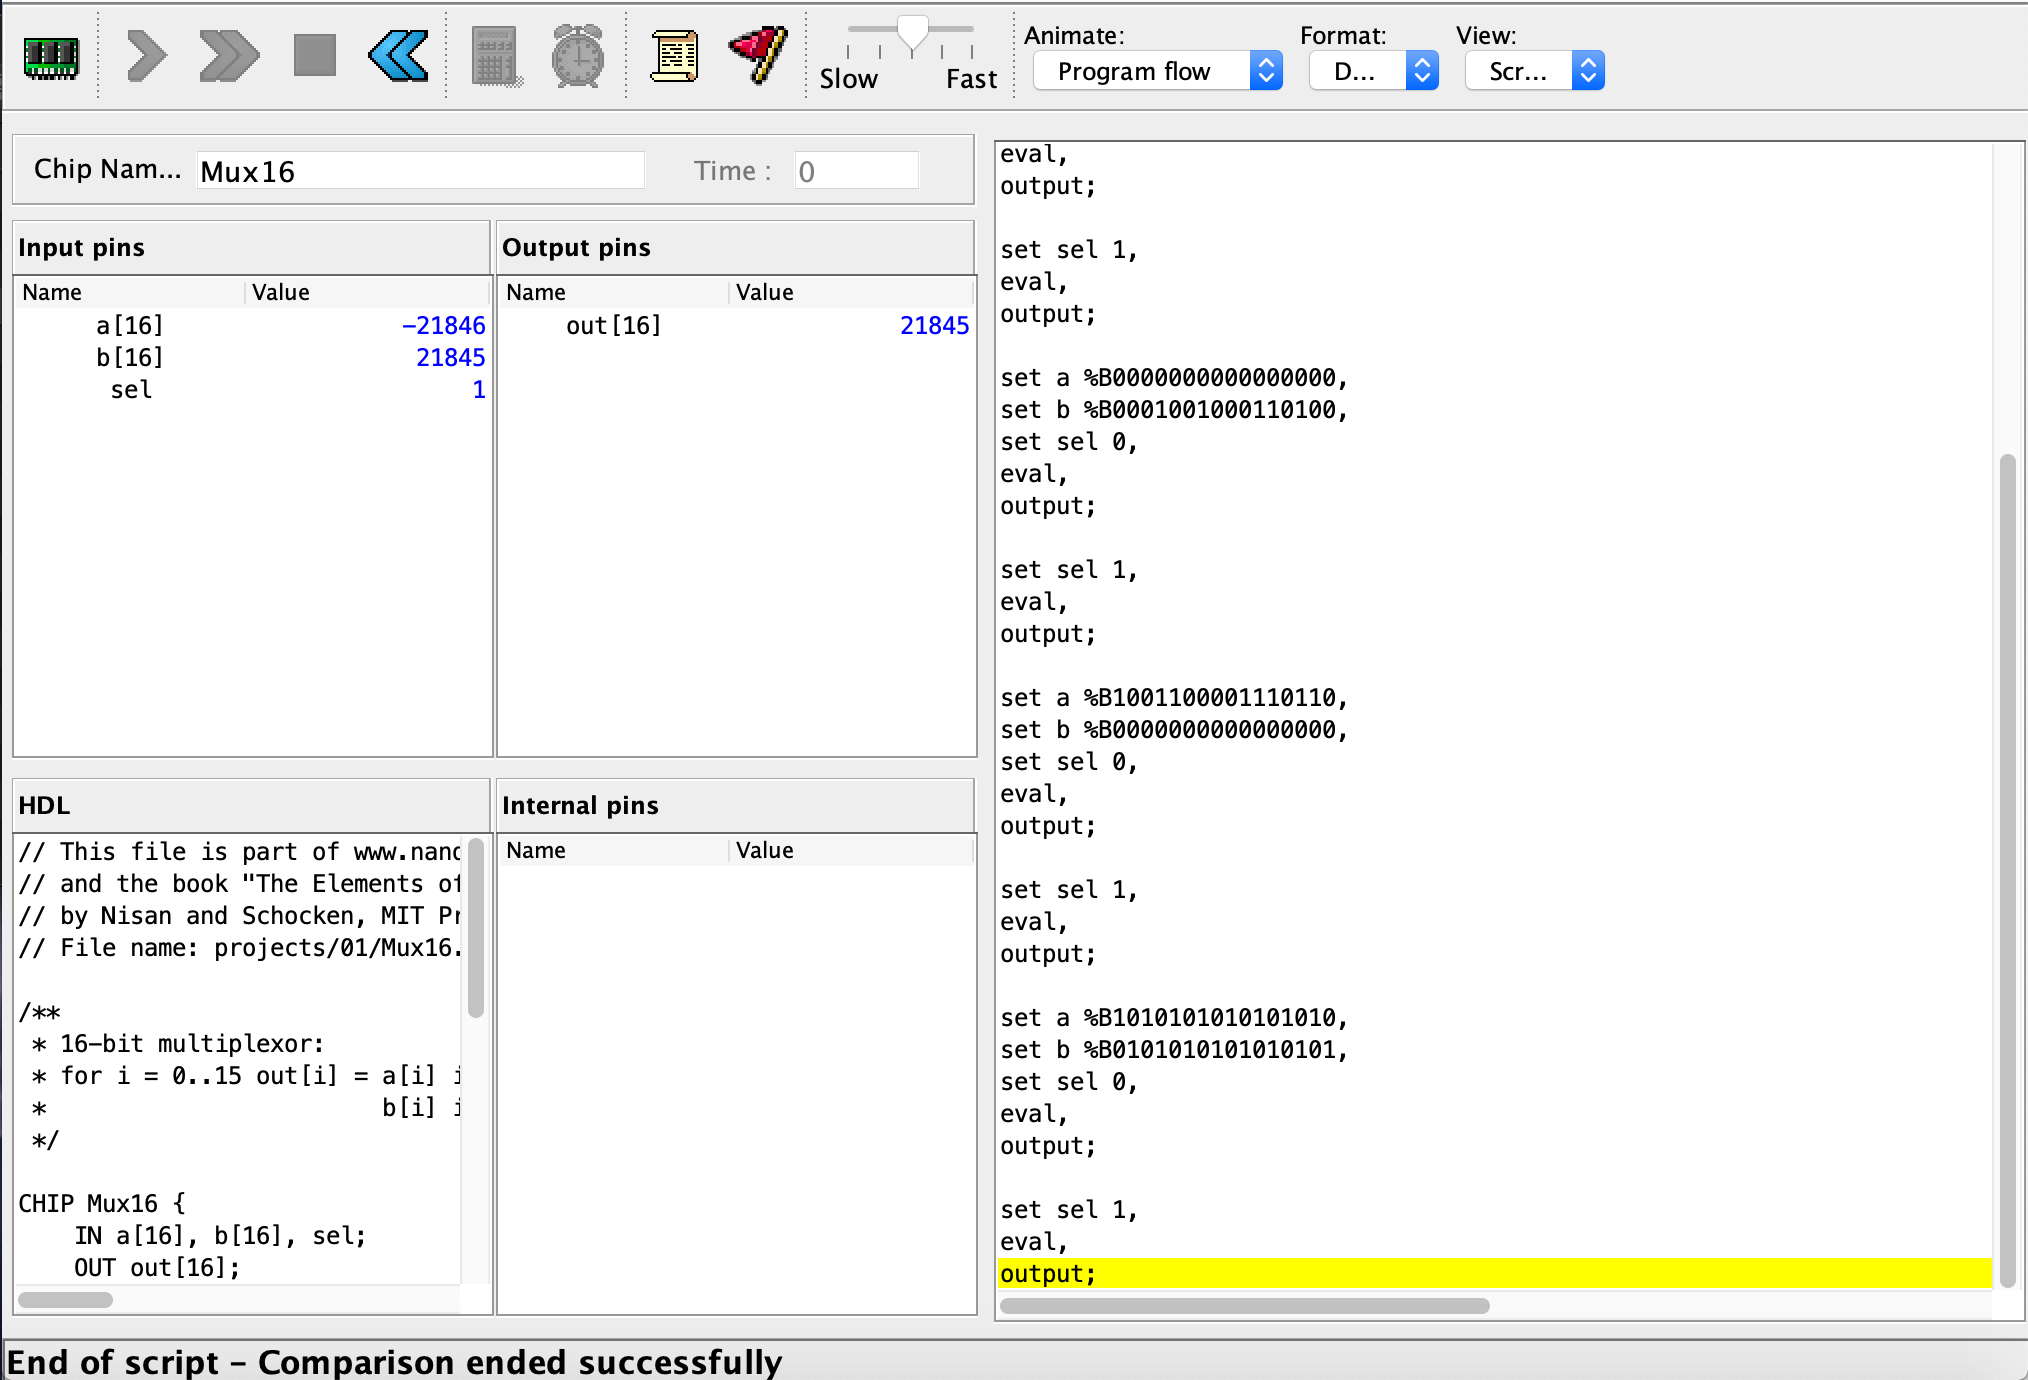 Slow Fast
Animate:
Program flow
Format:
D...
View:
Scr...
Chip Nam... Mux16 Time : 0
Input pins
Name Value
a[16] -21846
b[16] 21845
sel 1
Output pins
Name Value
out[16] 21845
HDL
// This file is part of www.nand
// and the book "The Elements of
// by Nisan and Schocken, MIT Pr
// File name: projects/01/Mux16.
/**
* 16-bit multiplexor:
* for i = 0..15 out[i] = a[i] i
* b[i] i
*/
CHIP Mux16 {
IN a[16], b[16], sel;
OUT out[16];
Internal pins
Name Value
eval,
output;
set sel 1,
eval,
output;
set a %B0000000000000000,
set b %B0001001000110100,
set sel 0,
eval,
output;
set sel 1,
eval,
output;
set a %B1001100001110110,
set b %B0000000000000000,
set sel 0,
eval,
output;
set sel 1,
eval,
output;
set a %B1010101010101010,
set b %B0101010101010101,
set sel 0,
eval,
output;
set sel 1,
eval,
output;
End of script - Comparison ended successfully